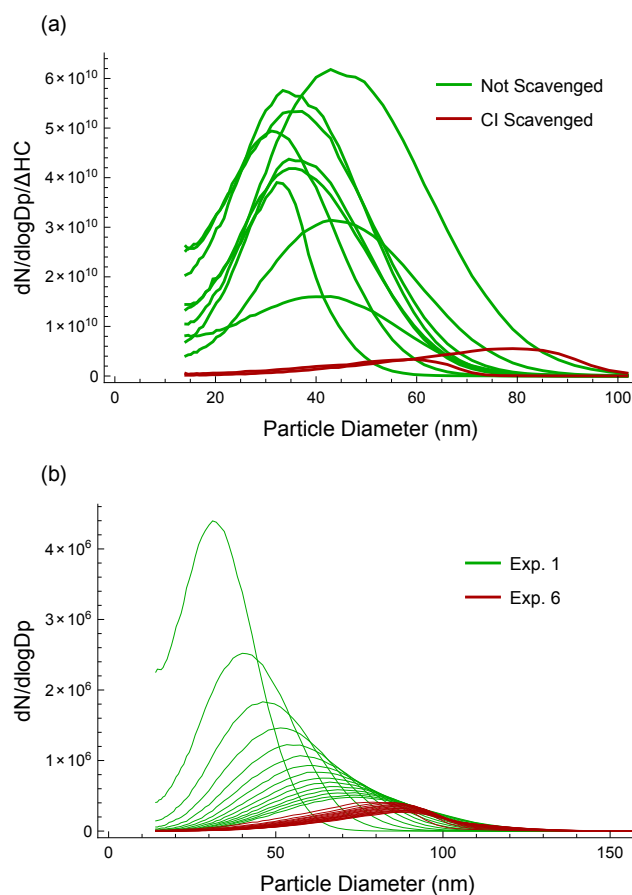 (a)
6×10¹⁰
5×10¹⁰
4×10¹⁰
3×10¹⁰
2×10¹⁰
1×10¹⁰
0
dN/dlogDp/ΔHC
Not Scavenged
CI Scavenged
0 20 40 60 80 100
Particle Diameter (nm)
(b)
4×10⁶
3×10⁶
2×10⁶
1×10⁶
0
dN/dlogDp
Exp. 1
Exp. 6
0 50 100 150
Particle Diameter (nm)